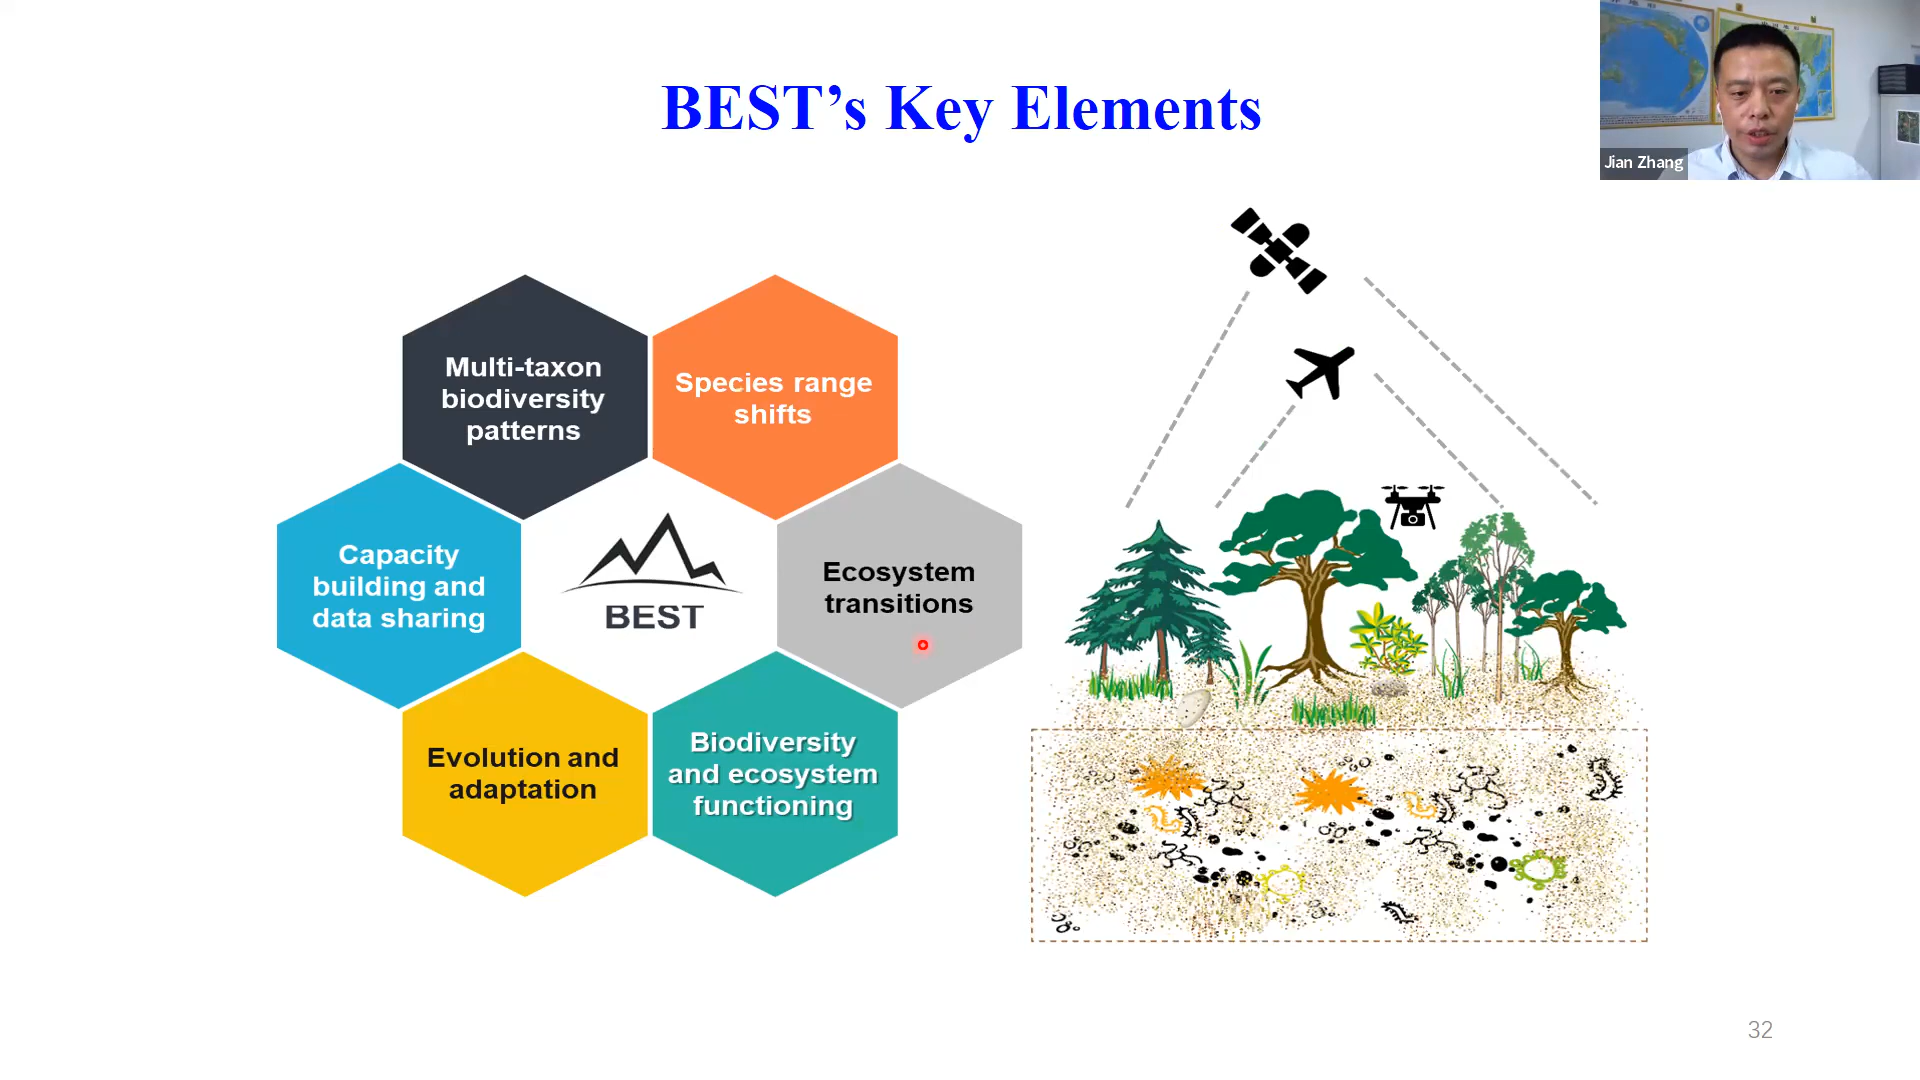 BEST’s Key Elements
Jian Zhang
Multi-taxon
biodiversity
patterns
Species range
shifts
Capacity
building and
data sharing
BEST
Ecosystem
transitions
Evolution and
adaptation
Biodiversity
and ecosystem
functioning
32